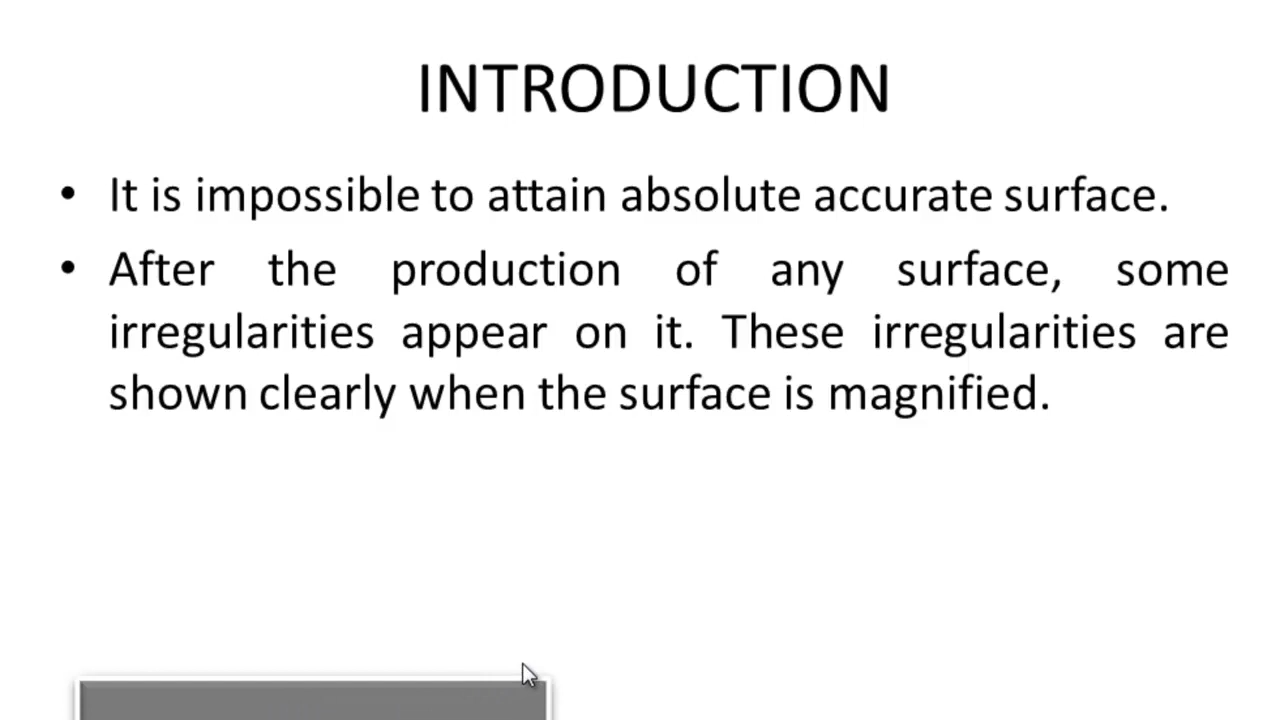 INTRODUCTION
• It is impossible to attain absolute accurate surface.
• After the production of any surface, some
irregularities appear on it. These irregularities are
shown clearly when the surface is magnified.